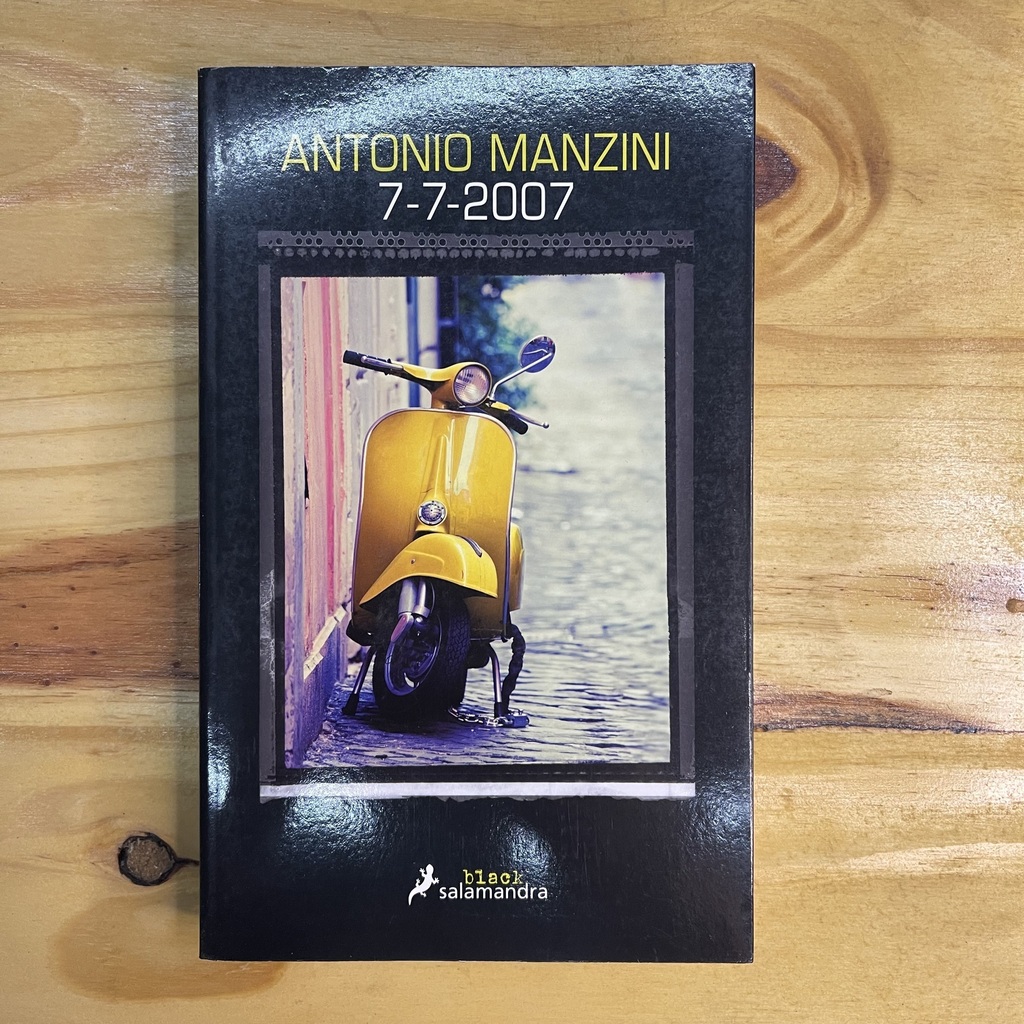 ANTONIO MANZINI
7-7-2007
black
salamandra